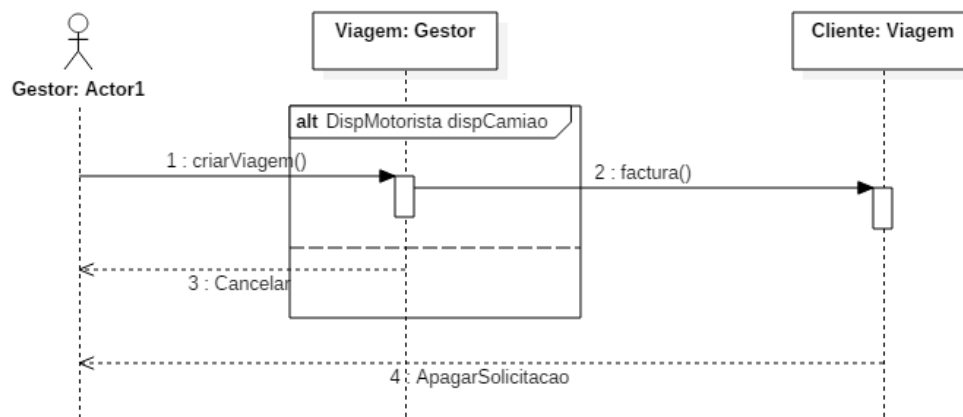 Viagem: Gestor
Cliente: Viagem
Gestor: Actor1
alt DispMotorista dispCamiao
1 : criarViagem()
2 : factura()
3 : Cancelar
4 : ApagarSolicitacao